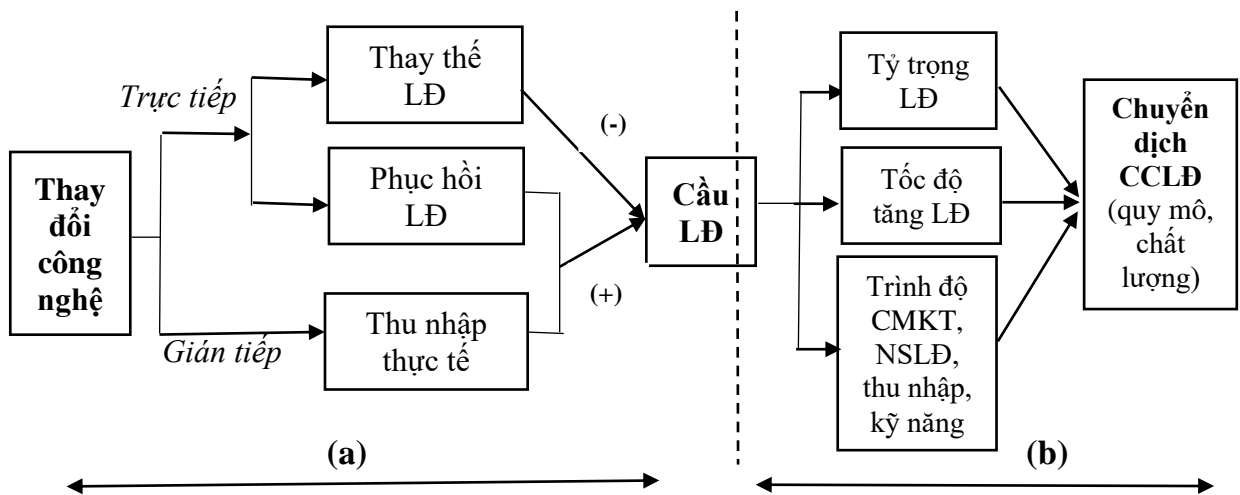 Thay
đổi
công
nghệ
Trực tiếp
Gián tiếp
Thay thế
LĐ
Phục hồi
LĐ
Thu nhập
thực tế
(-)
(+)
Cầu
LĐ
Tỷ trọng
LĐ
Tốc độ
tăng LĐ
Trình độ
CMKT,
NSLĐ,
thu nhập,
kỹ năng
Chuyển
dịch
CCLĐ
(quy mô,
chất
lượng)
(a)
(b)